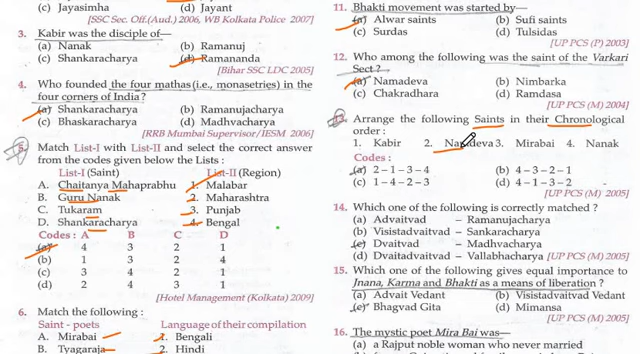 (c) Jayasimha (d) Jayant
[SSC Sec. Off.(Aud.) 2006, WB Kolkata Police 2007]
3. Kabir was the disciple of—
(a) Nanak (b) Ramanuj
(c) Shankaracharya (d) Ramananda
[Bihar SSC LDC 2005]
4. Who founded the four mathas (i.e., monasetries) in the
four corners of India?
(a) Shankaracharya (b) Ramanujacharya
(c) Bhaskaracharya (d) Madhvacharya
[RRB Mumbai Supervisor/IESM 2006]
5. Match List-I with List-II and select the correct answer
from the codes given below the Lists :
List-I (Saint) List-II (Region)
A. Chaitanya Mahaprabhu 1. Malabar
B. Guru Nanak 2. Maharashtra
C. Tukaram 3. Punjab
D. Shankaracharya 4. Bengal
Codes : A B C D
(a) 4 3 2 1
(b) 1 3 2 4
(c) 3 4 2 1
(d) 2 4 3 1
[Hotel Management (Kolkata) 2009]
6. Match the following :
Saint - poets Language of their compilation
A. Mirabai 1. Bengali
B. Tyagaraja 2. Hindi
11. Bhakti movement was started by—
(a) Alwar saints (b) Sufi saints
(c) Surdas (d) Tulsidas
[UP PCS (P) 2003]
12. Who among the following was the saint of the Varkari
Sect ?
(a) Namadeva (b) Nimbarka
(c) Chakradhara (d) Ramdasa
[UP PCS (M) 2004]
13. Arrange the following Saints in their Chronological
order :
1. Kabir 2. Namdeva 3. Mirabai 4. Nanak
Codes :
(a) 2 – 1 – 3 – 4 (b) 4 – 3 – 2 – 1
(c) 1 – 4 – 2 – 3 (d) 4 – 1 – 3 – 2
[UP PCS (M) 2005]
14. Which one of the following is correctly matched ?
(a) Advaitvad – Ramanujacharya
(b) Visistadvaitvad – Sankaracharya
(c) Dvaitvad – Madhvacharya
(d) Dvaitadvaitvad – Vallabhacharya [UP PCS (M) 2005]
15. Which one of the following gives equal importance to
Jnana, Karma and Bhakti as a means of liberation ?
(a) Advait Vedant (b) Visistadvaitvad Vedant
(c) Bhagvad Gita (d) Mimansa
[UP PCS (M) 2005]
16. The mystic poet Mira Bai was—
(a) a Rajput noble woman who never married